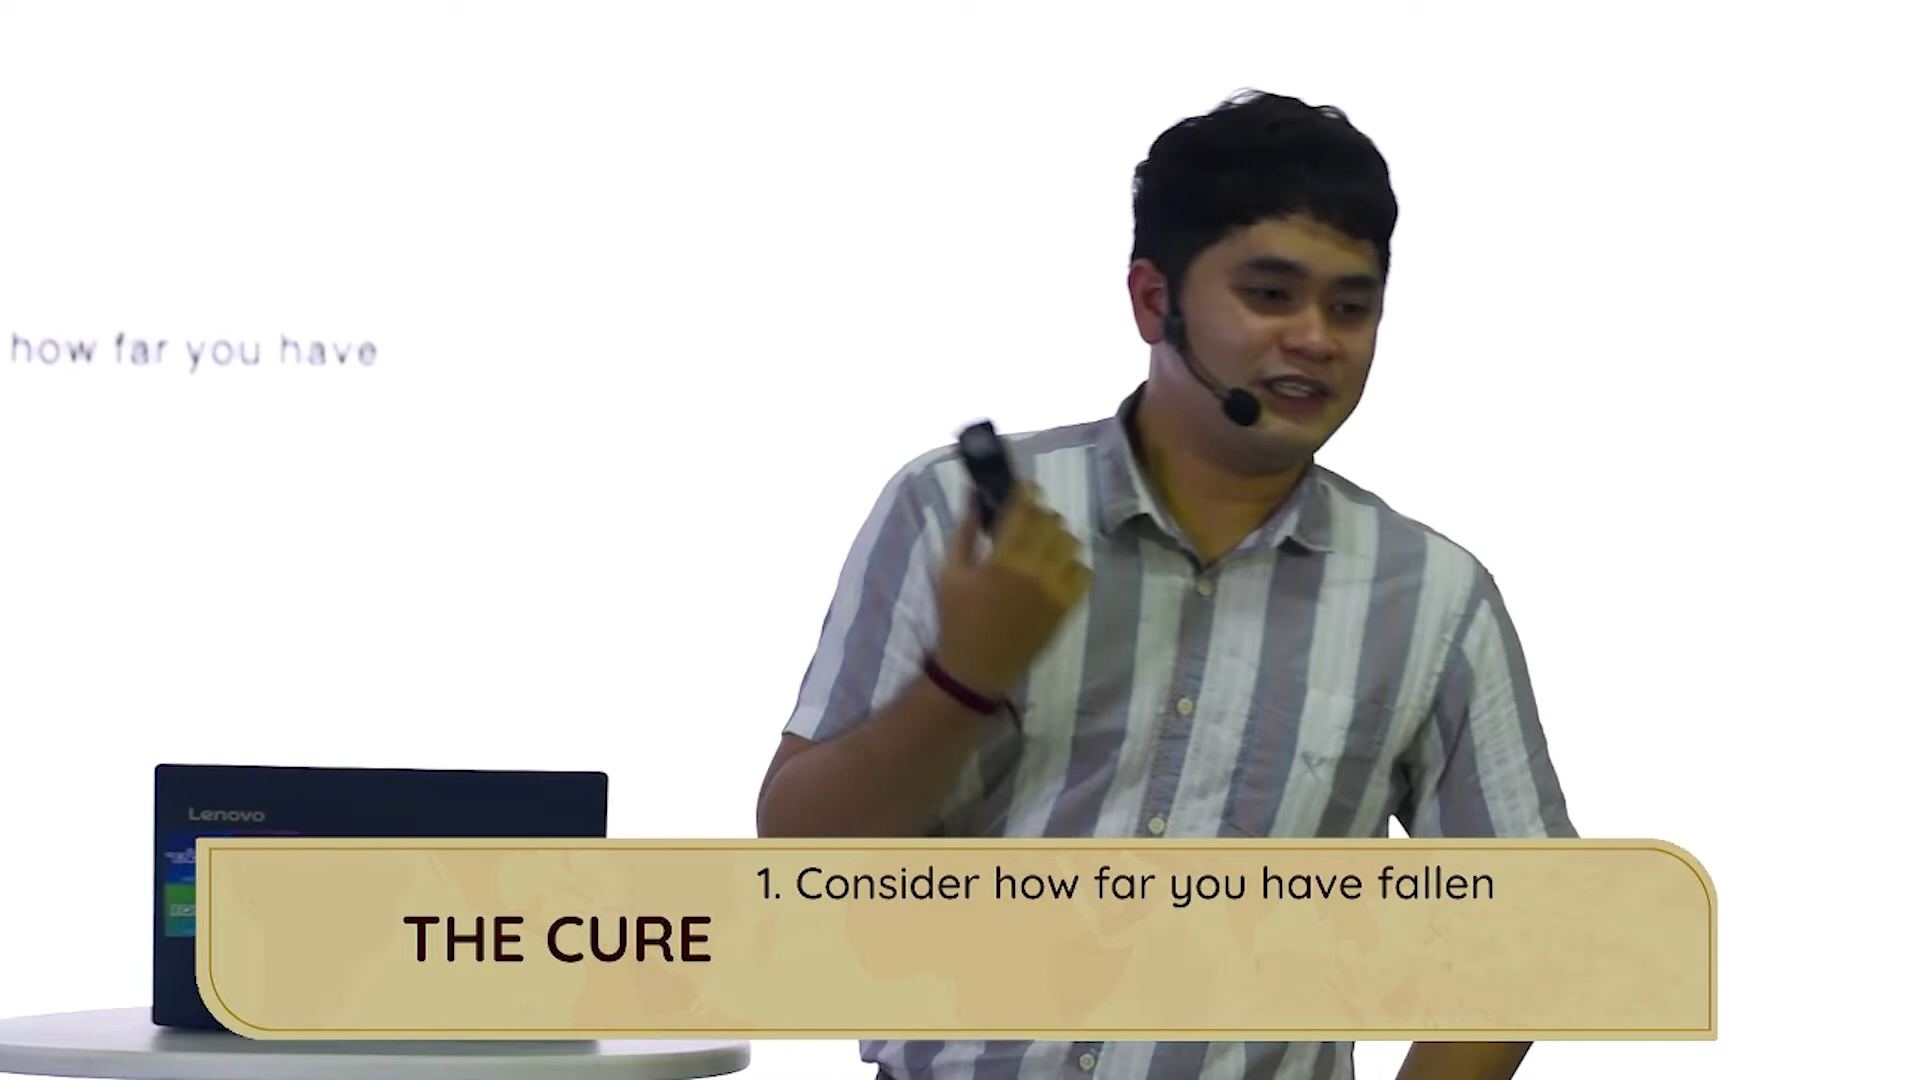 how far you have
Lenovo
1. Consider how far you have fallen
THE CURE